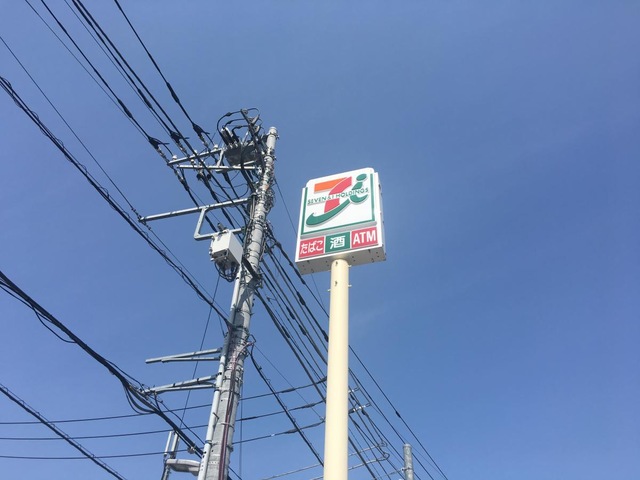 7i
SEVEN & i HOLDINGS
たばこ 酒 ATM